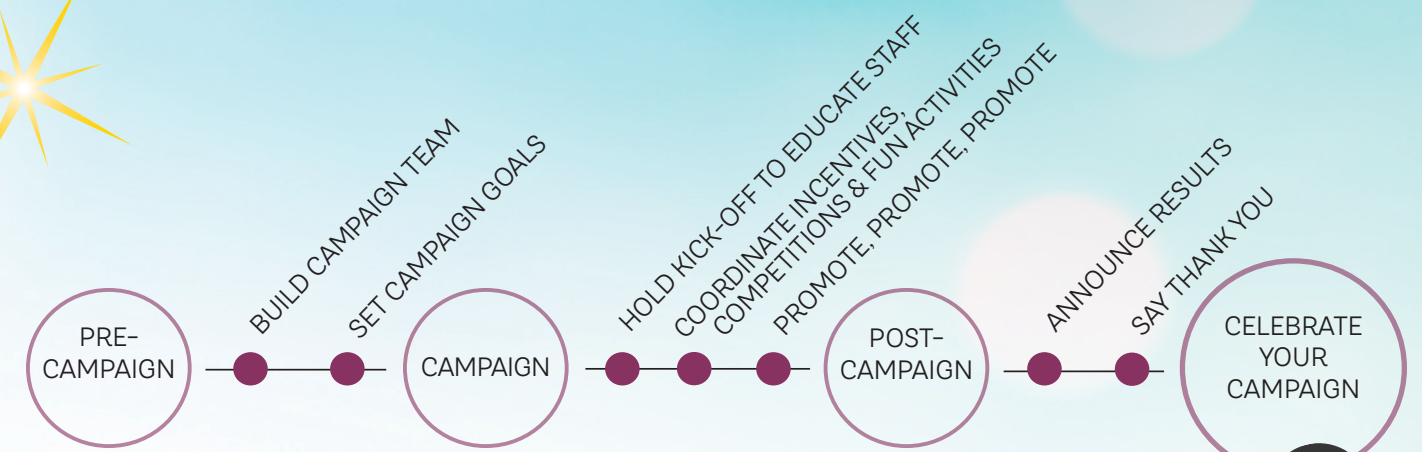 PRE-
CAMPAIGN
BUILD CAMPAIGN TEAM
SET CAMPAIGN GOALS
CAMPAIGN
HOLD KICK-OFF TO EDUCATE STAFF
COORDINATE INCENTIVES,
COMPETITIONS & FUN ACTIVITIES
PROMOTE, PROMOTE, PROMOTE
POST-
CAMPAIGN
ANNOUNCE RESULTS
SAY THANK YOU
CELEBRATE
YOUR
CAMPAIGN